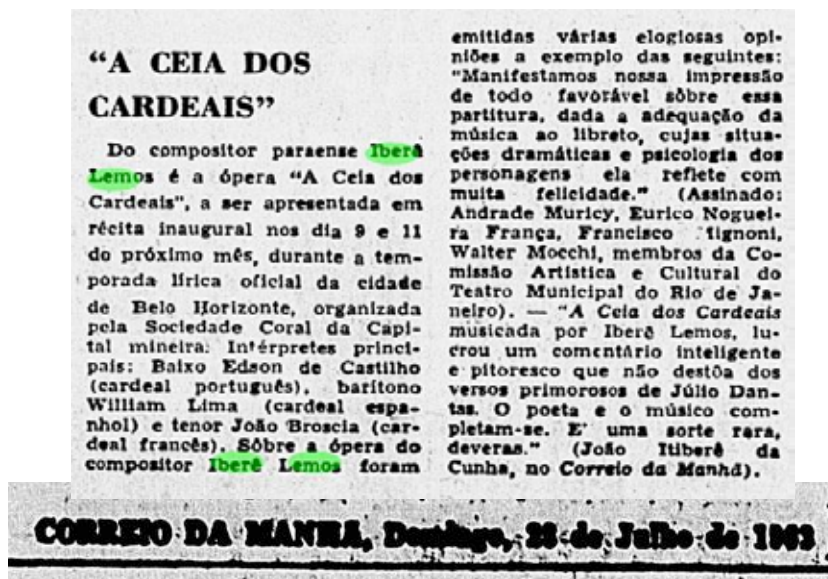 “A CEIA DOS
CARDEAIS”
Do compositor paraense Iberê
Lemos é a ópera “A Ceia dos
Cardeais”, a ser apresentada em
récita inaugural nos dia 9 e 11
do próximo mês, durante a tem-
porada lírica oficial da cidade
de Belo Horizonte, organizada
pela Sociedade Coral da Capi-
tal mineira. Intérpretes princi-
pais: Baixo Edson de Castilho
(cardeal português), barítono
William Lima (cardeal espa-
nhol) e tenor João Broscia (car-
deal francês). Sôbre a ópera do
compositor Iberê Lemos foram
emitidas várias elogiosas opi-
niões a exemplo das seguintes:
“Manifestamos nossa impressão
de todo favorável sôbre essa
partitura, dada a adequação da
música ao libreto, cujas situa-
ções dramáticas e psicologia dos
personagens ela reflete com
muita felicidade.” (Assinado:
Andrade Muricy, Eurico Noguei-
ra França, Francisco
Walter Mocchi, membros da Co-
missão Artística e Cultural do
Teatro Municipal do Rio de Ja-
neiro). — “A Ceia dos Cardeais
musicada por Iberê Lemos, lu-
crou um comentário inteligente
e pitoresco que não destôa dos
versos primorosos de Júlio Dan-
tas. O poeta e o músico com-
pletam-se. E' uma sorte rara,
deveras.” (João Itiberê da
Cunha, no Correio da Manhã).
CORREIO DA MANHÃ, Domingo, de Julho de